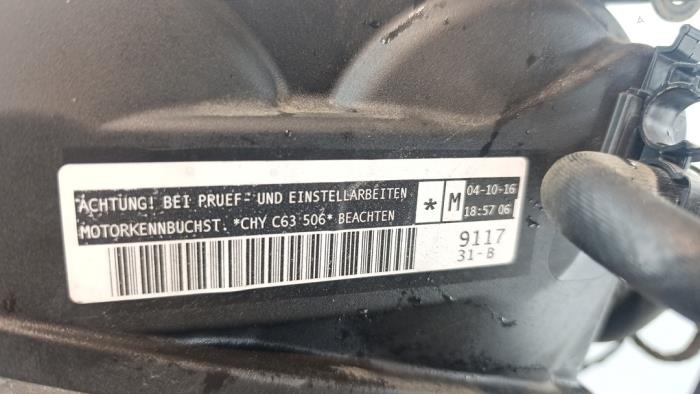 ACHTUNG! BEI PRUEF- UND EINSTELLARBEITEN
MOTORKENNBUCHST. *CHY C63 506* BEACHTEN
* M 04-10-16
18:57 06
9117
31-B